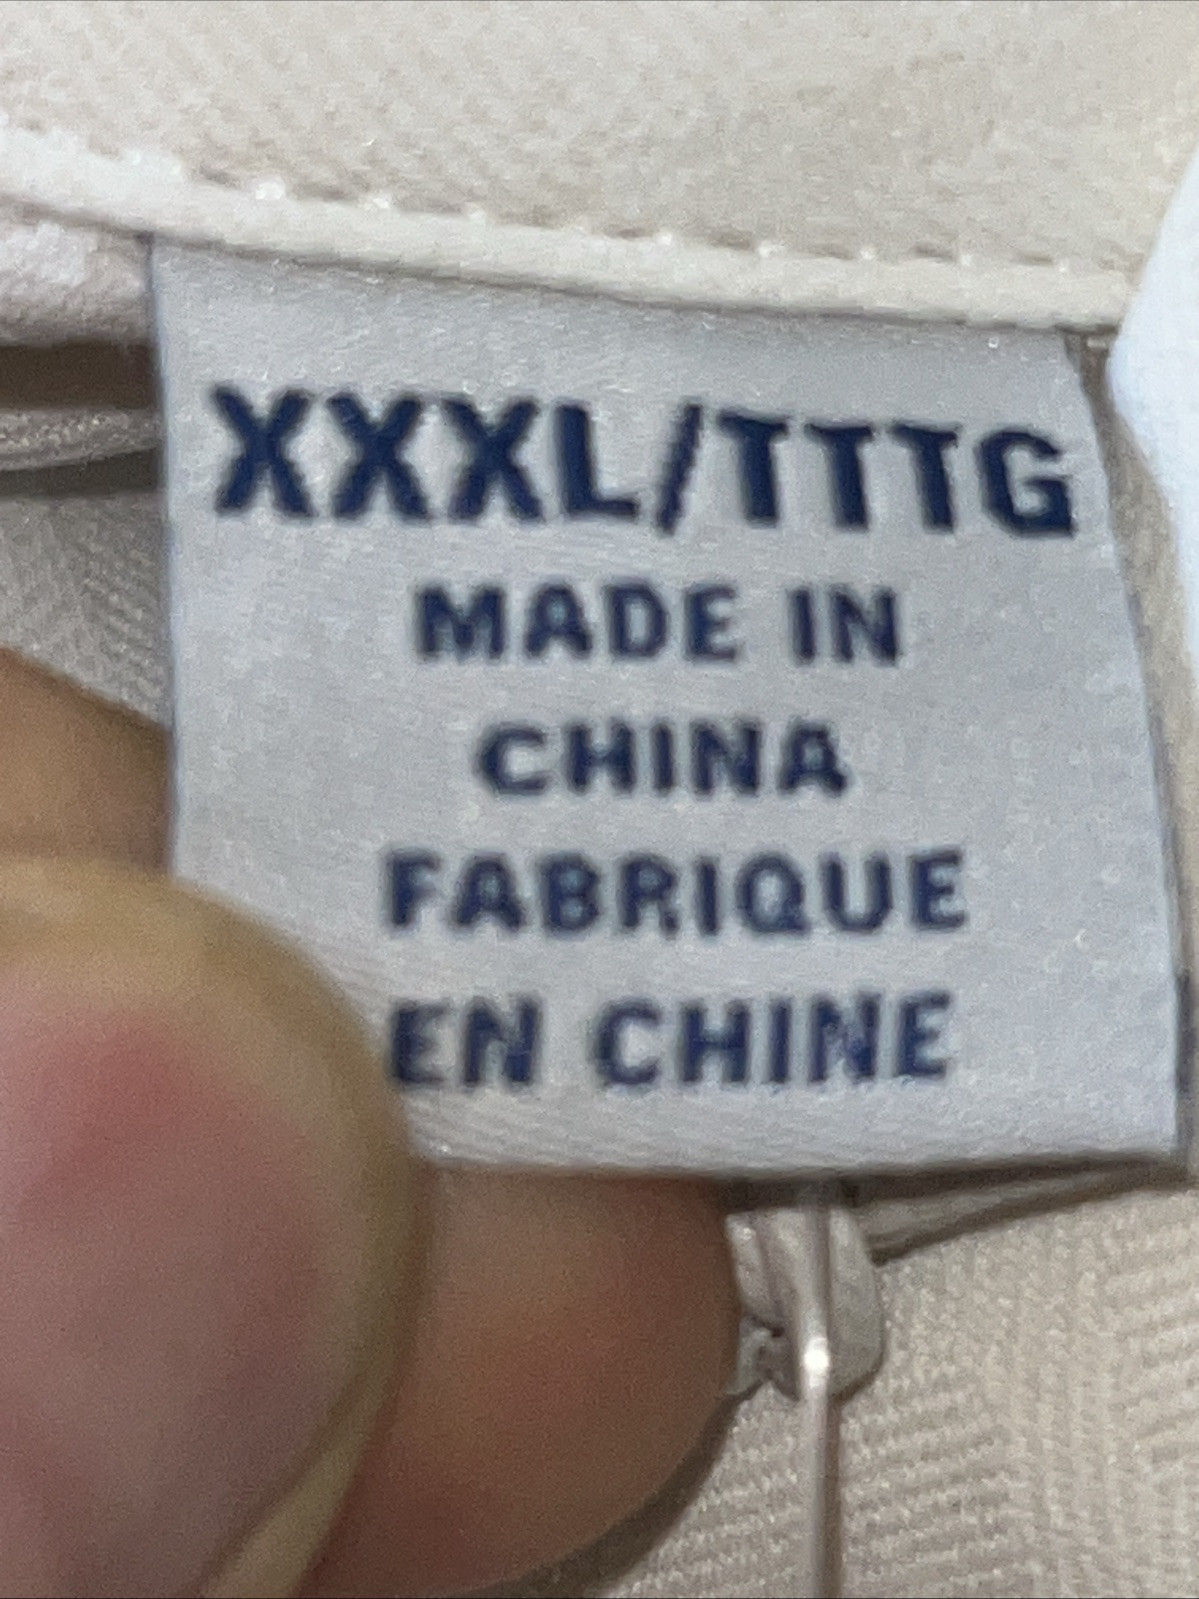 XXXL/TTTG
MADE IN
CHINA
FABRIQUE
EN CHINE